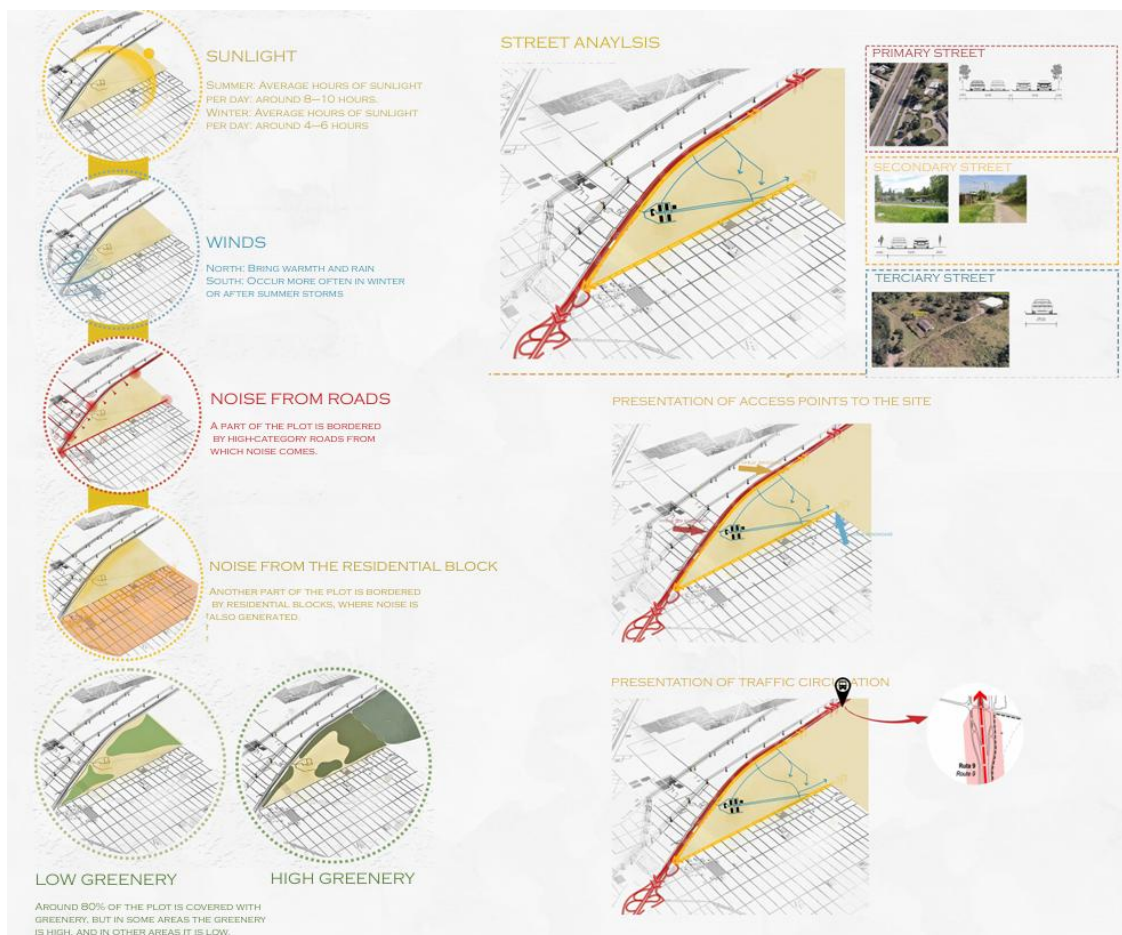 SUNLIGHT
SUMMER: AVERAGE HOURS OF SUNLIGHT
PER DAY: AROUND 8–10 HOURS.
WINTER: AVERAGE HOURS OF SUNLIGHT
PER DAY: AROUND 4–6 HOURS
WINDS
NORTH: BRING WARMTH AND RAIN
SOUTH: OCCUR MORE OFTEN IN WINTER
OR AFTER SUMMER STORMS
NOISE FROM ROADS
A PART OF THE PLOT IS BORDERED
BY HIGH-CATEGORY ROADS FROM
WHICH NOISE COMES.
NOISE FROM THE RESIDENTIAL BLOCK
ANOTHER PART OF THE PLOT IS BORDERED
BY RESIDENTIAL BLOCKS, WHERE NOISE IS
ALSO GENERATED.
LOW GREENERY
HIGH GREENERY
AROUND 80% OF THE PLOT IS COVERED WITH
GREENERY, BUT IN SOME AREAS THE GREENERY
IS HIGH, AND IN OTHER AREAS IT IS LOW.
STREET ANAYLSIS
PRIMARY STREET
SECONDARY STREET
TERCIARY STREET
PRESENTATION OF ACCESS POINTS TO THE SITE
PRESENTATION OF TRAFFIC
Route 9